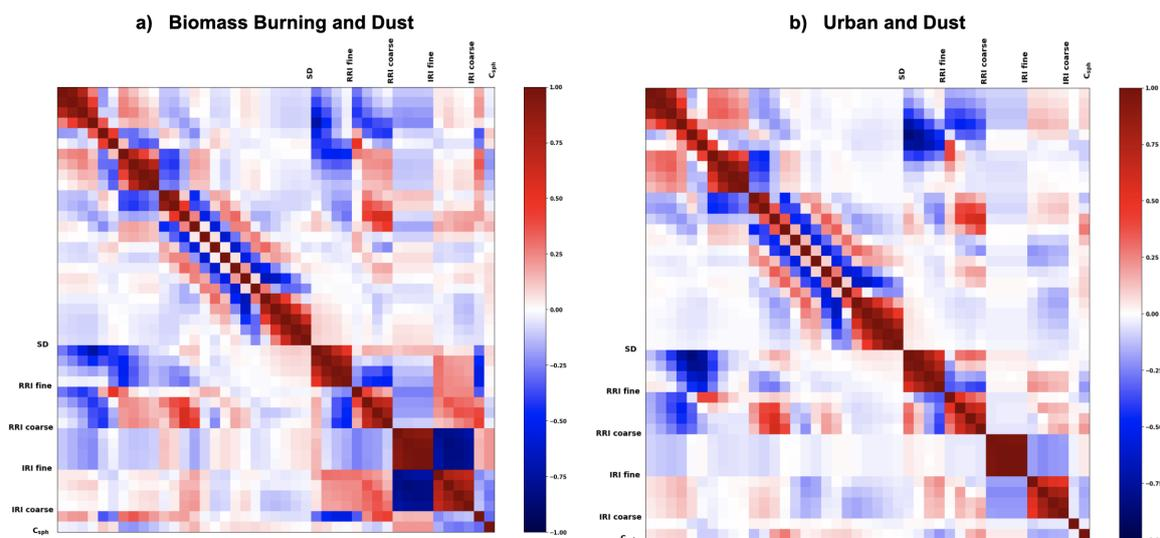 a) Biomass Burning and Dust
SD
RRI fine
RRI coarse
IRI fine
IRI coarse
Csph
SD
RRI fine
RRI coarse
IRI fine
IRI coarse
Csph
1.00
0.75
0.50
0.25
0.00
−0.25
−0.50
−0.75
−1.00
b) Urban and Dust
SD
RRI fine
RRI coarse
IRI fine
IRI coarse
Csph
SD
RRI fine
RRI coarse
IRI fine
IRI coarse
1.00
0.75
0.50
0.25
0.00